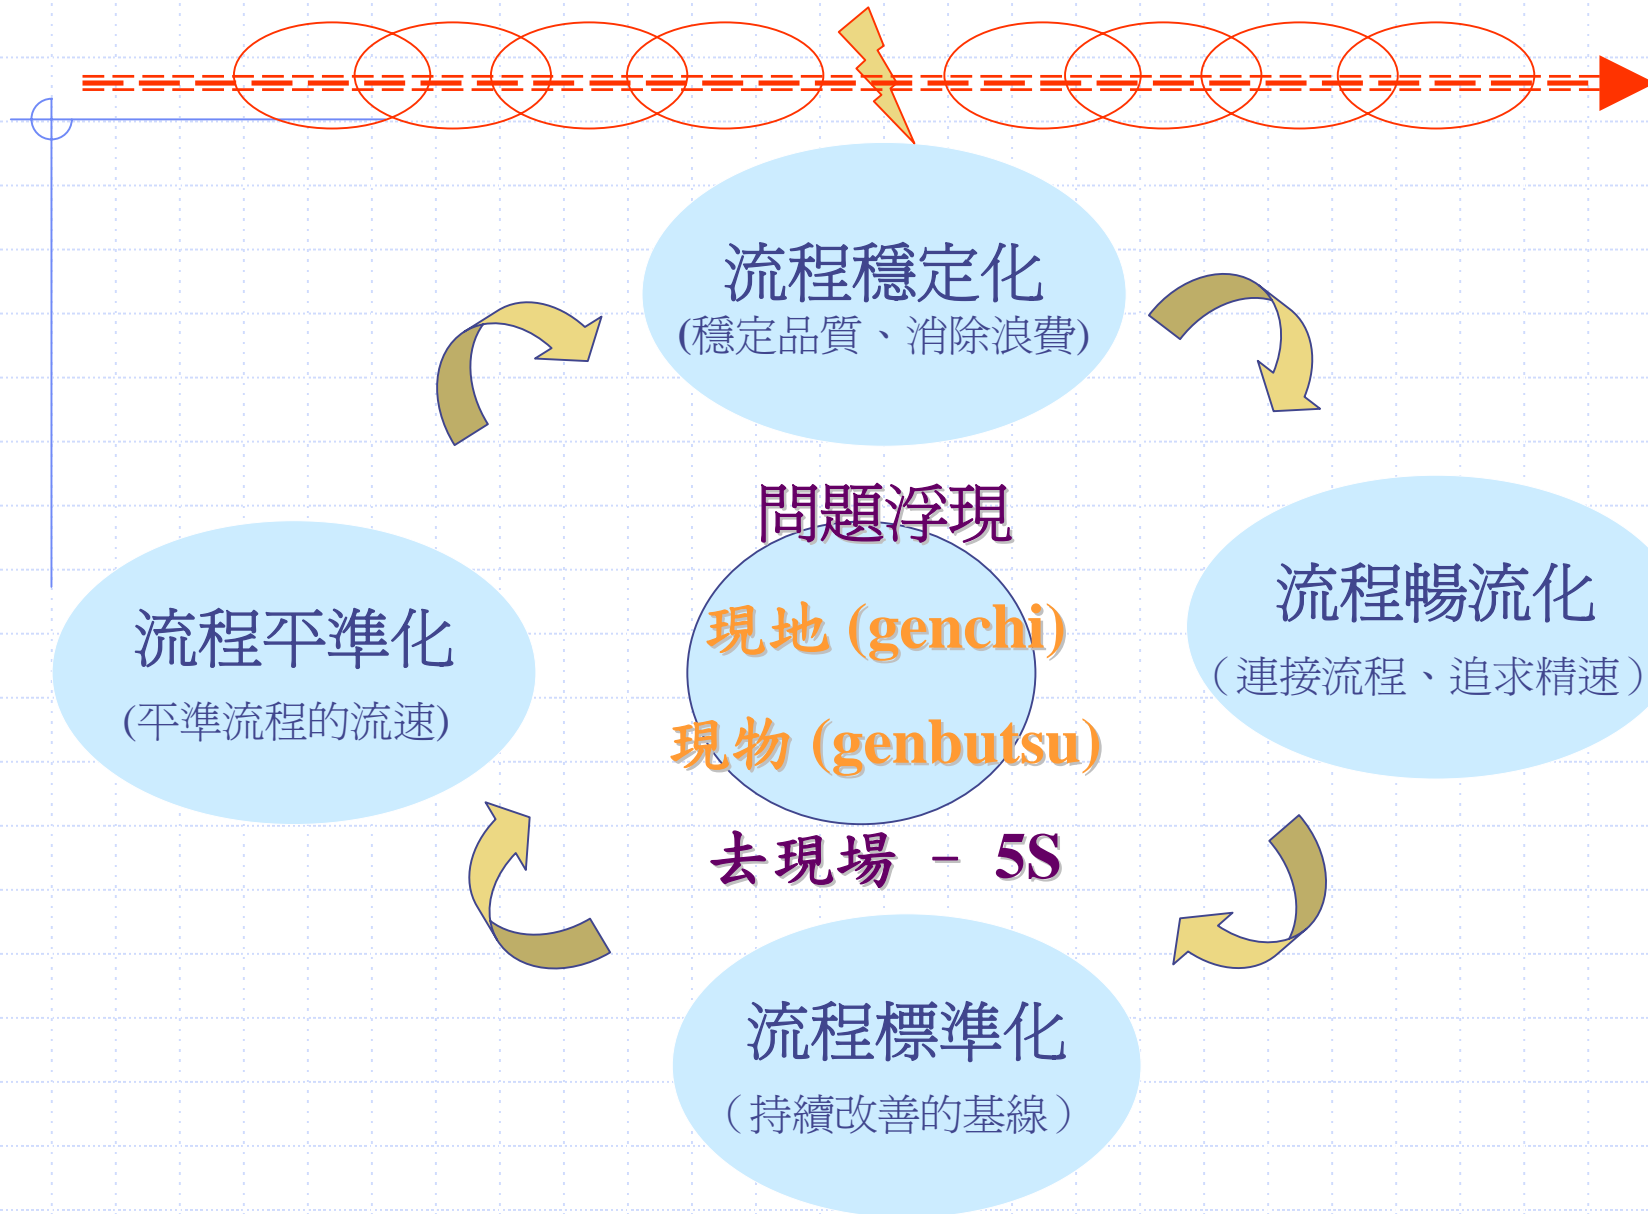 流程穩定化
(穩定品質、消除浪費)
問題浮現
流程暢流化
（連接流程、追求精速）
現地 (genchi)
流程平準化
(平準流程的流速)
現物 (genbutsu)
去現場 – 5S
流程標準化
（持續改善的基線）